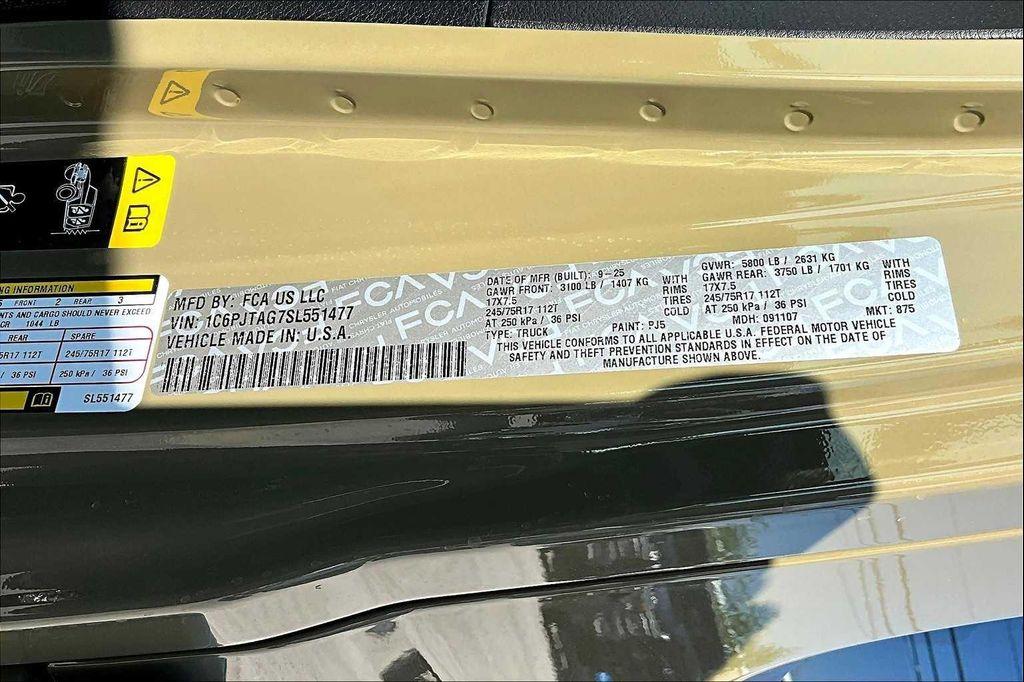 NG INFORMATION
5 FRONT 2 REAR 3
NTS AND CARGO SHOULD NEVER EXCEED
CR 1044 LB
REAR SPARE
5R17 112T 245/75R17 112T
/ 36 PSI 250 kPa / 36 PSI
SL551477
MFD BY: FCA US LLC
VIN: 1C6PJTAG7SL551477
VEHICLE MADE IN: U.S.A.
DATE OF MFR (BUILT): 9-25 GVWR: 5800 LB / 2631 KG
GAWR FRONT: 3100 LB / 1407 KG WITH GAWR REAR: 3750 LB / 1701 KG WITH
17X7.5 RIMS 17X7.5 RIMS
245/75R17 112T TIRES 245/75R17 112T TIRES
AT 250 kPa / 36 PSI COLD AT 250 kPa / 36 PSI COLD
TYPE: TRUCK PAINT: PJ5 MDH: 091107 MKT: 875
THIS VEHICLE CONFORMS TO ALL APPLICABLE U.S.A. FEDERAL MOTOR VEHICLE
SAFETY AND THEFT PREVENTION STANDARDS IN EFFECT ON THE DATE OF
MANUFACTURE SHOWN ABOVE.